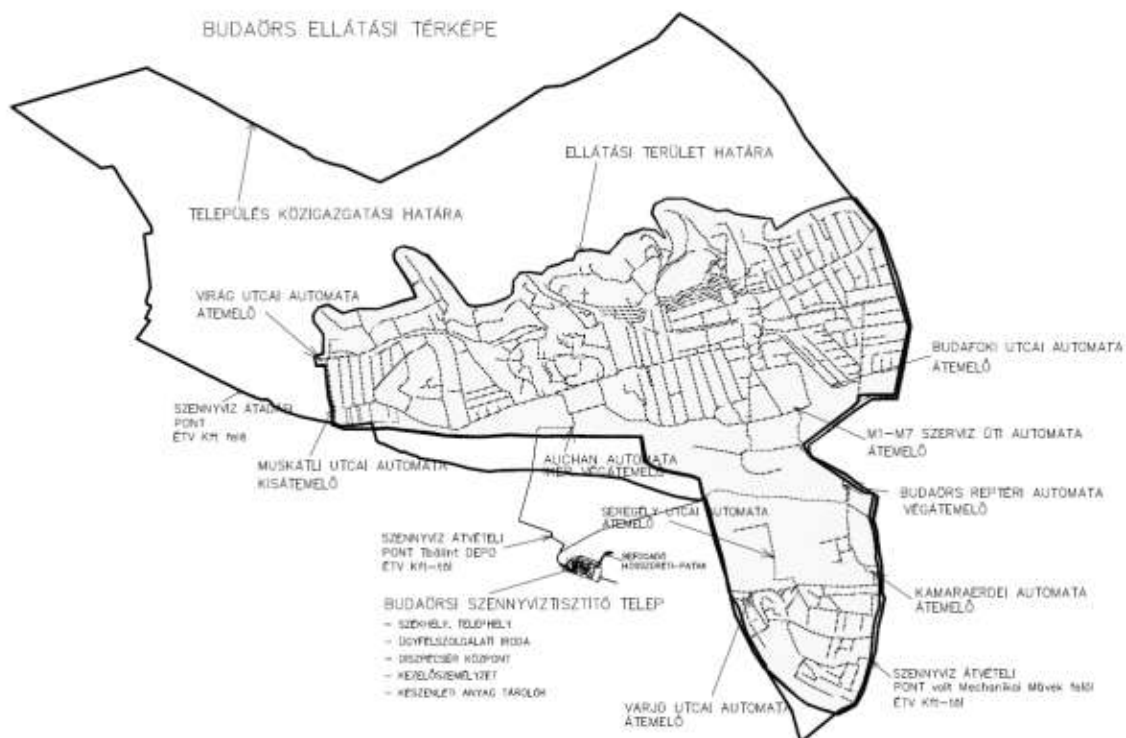 BUDAÖRS ELLÁTÁSI TÉRKÉPE
ELLÁTÁSI TERÜLET HATÁRA
TELEPÜLÉS KÖZIGAZGATÁSI HATÁRA
VIRÁG UTCAI AUTOMATA
ÁTEMELŐ
BUDAFOKI UTCAI AUTOMATA
ÁTEMELŐ
SZENNYVÍZ ÁTADÁSI
PONT
ÉTV Kft felé
M1-M7 SZERVIZ ÚTI AUTOMATA
ÁTEMELŐ
MUSKÁTLI UTCAI AUTOMATA
KISÁTEMELŐ
AUCHAN AUTOMATA
VÉGÁTEMELŐ
BUDAÖRS REPTÉRI AUTOMATA
VÉGÁTEMELŐ
SEREGÉLY UTCAI AUTOMATA
ÁTEMELŐ
SZENNYVÍZ ÁTVÉTELI
PONT Tbálint DEPO
ÉTV Kft-től
BEFOGADÓ
HOSSZÚRÉTI-PATAK
KAMARAERDEI AUTOMATA
ÁTEMELŐ
BUDAÖRSI SZENNYVÍZTISZTÍTÓ TELEP
- SZÉKHELY, TELEPHELY
- ÜGYFÉLSZOLGÁLATI IRODA
- DISZPÉCSER KÖZPONT
- KEZELŐSZEMÉLYZET
- KÉSZENLÉTI ANYAG TÁROLÓK
SZENNYVÍZ ÁTVÉTELI
PONT volt Mechanikai Művek felől
ÉTV Kft-től
VARJÚ UTCAI AUTOMATA
ÁTEMELŐ